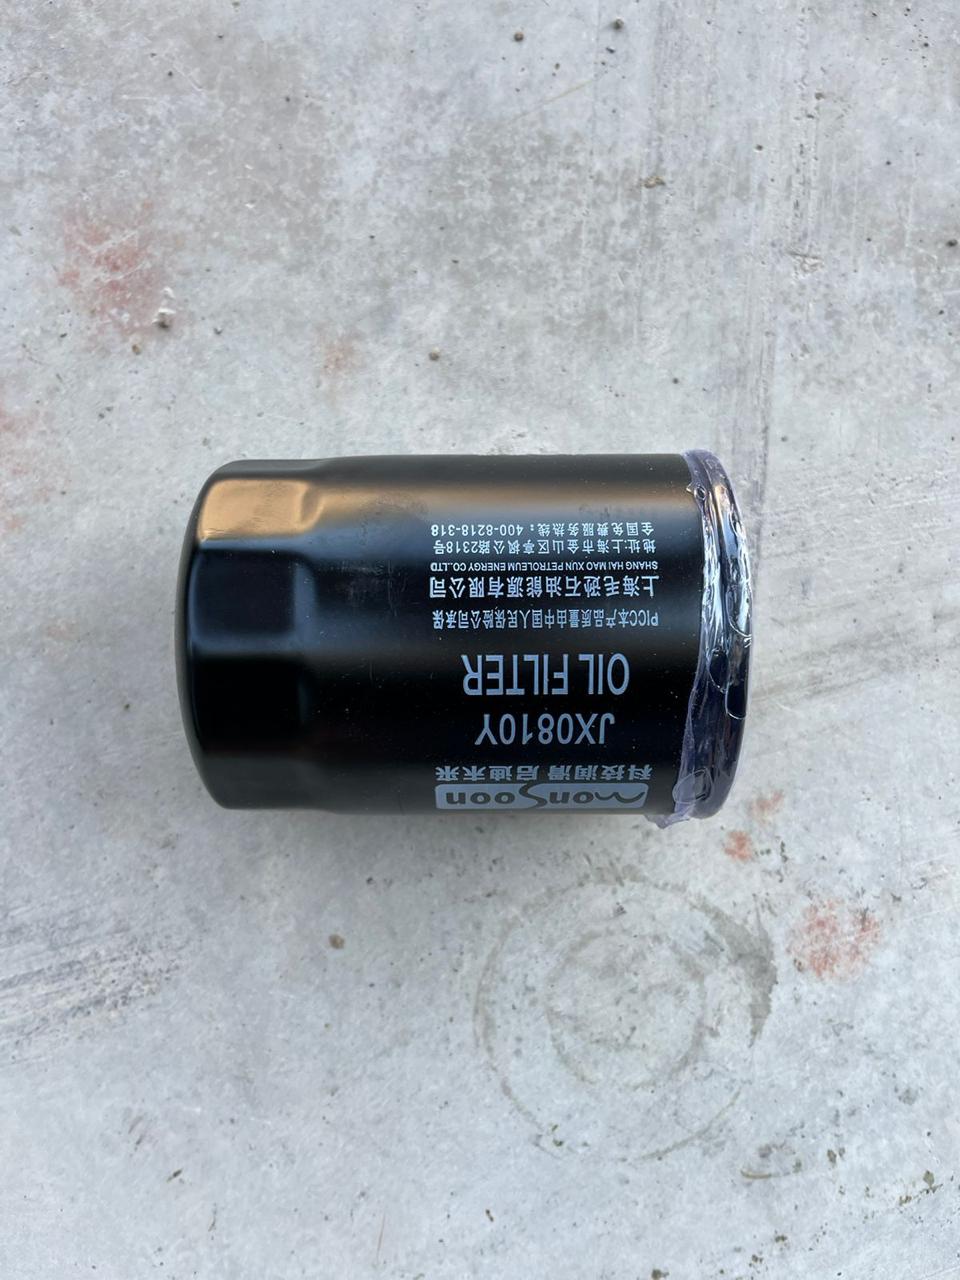 monSoon
科技润滑 启迪未来
JX0810Y
OIL FILTER
PICC本产品质量由中国人民保险公司承保
上海毛逊石油能源有限公司
SHANG HAI MAO XUN PETROLEUM ENERGY CO.,LTD
地址:上海市金山区亭枫公路2318号
全国免费服务热线：400-8218-318